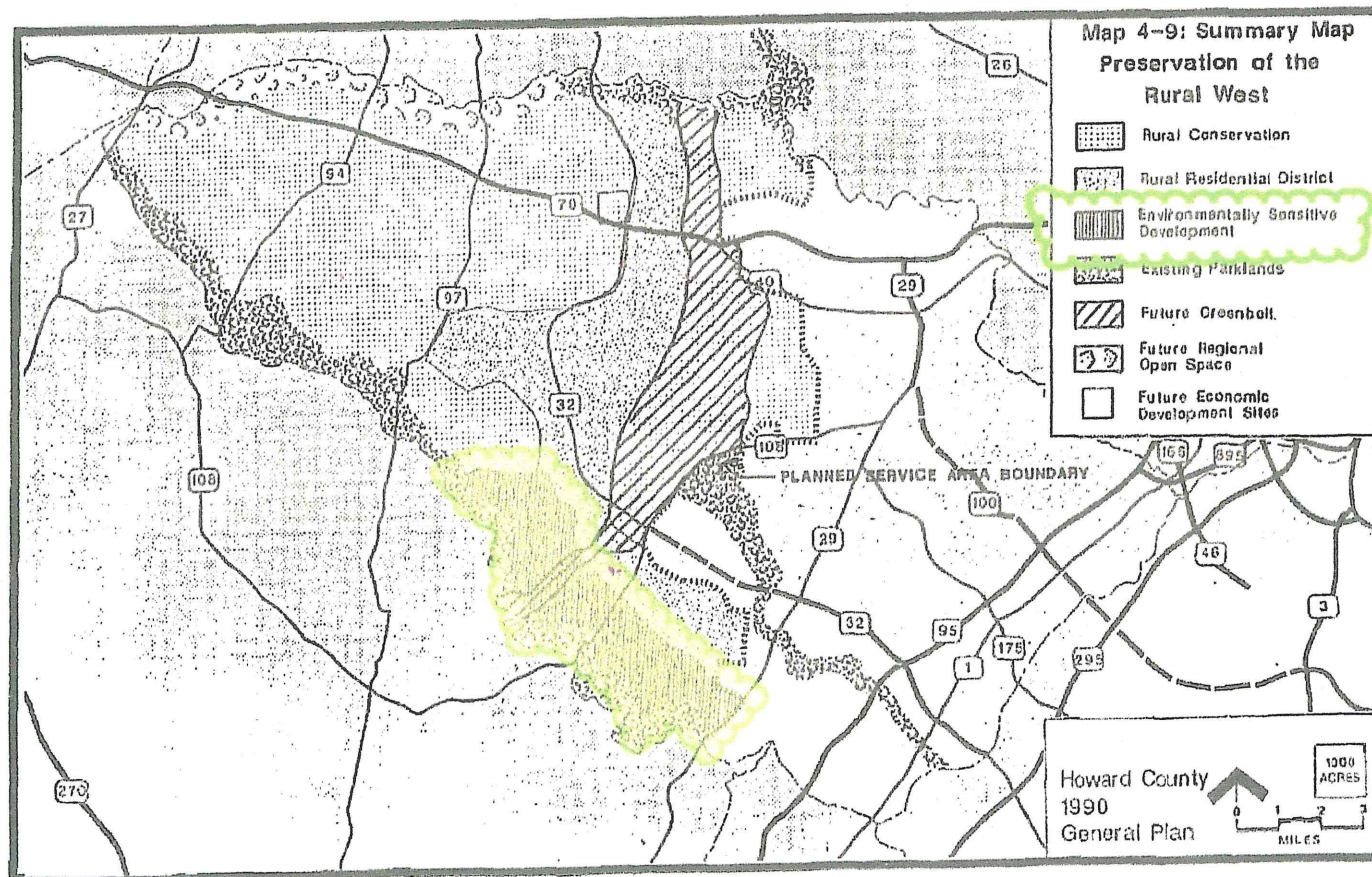 Map 4-9: Summary Map
Preservation of the
Rural West
Rural Conservation
Rural Residential District
Environmentally Sensitive
Development
Existing Parklands
Future Greenbelt
Future Regional
Open Space
Future Economic
Development Sites
26
94
27
70
97
40
29
32
108
PLANNED SERVICE AREA BOUNDARY
108
100
166
895
46
29
3
32
95
175
1
295
270
Howard County
1990
General Plan
1000
ACRES
0 1 2 3
MILES